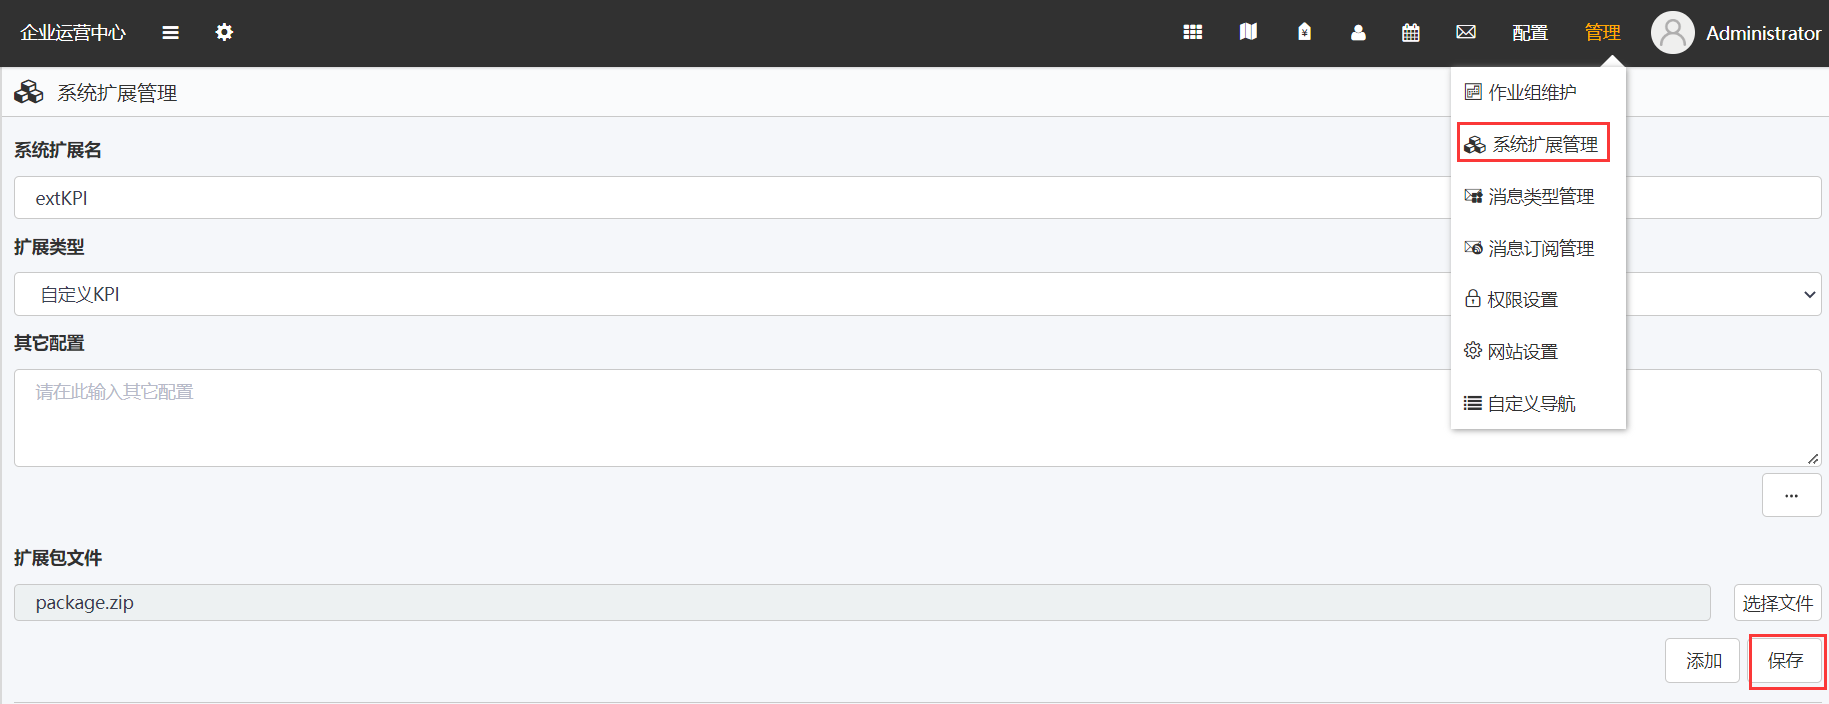 企业运营中心
配置
管理
Administrator
系统扩展管理
作业组维护
系统扩展管理
消息类型管理
消息订阅管理
权限设置
网站设置
自定义导航
系统扩展名
extKPI
扩展类型
自定义KPI
其它配置
请在此输入其它配置
...
扩展包文件
package.zip
选择文件
添加
保存